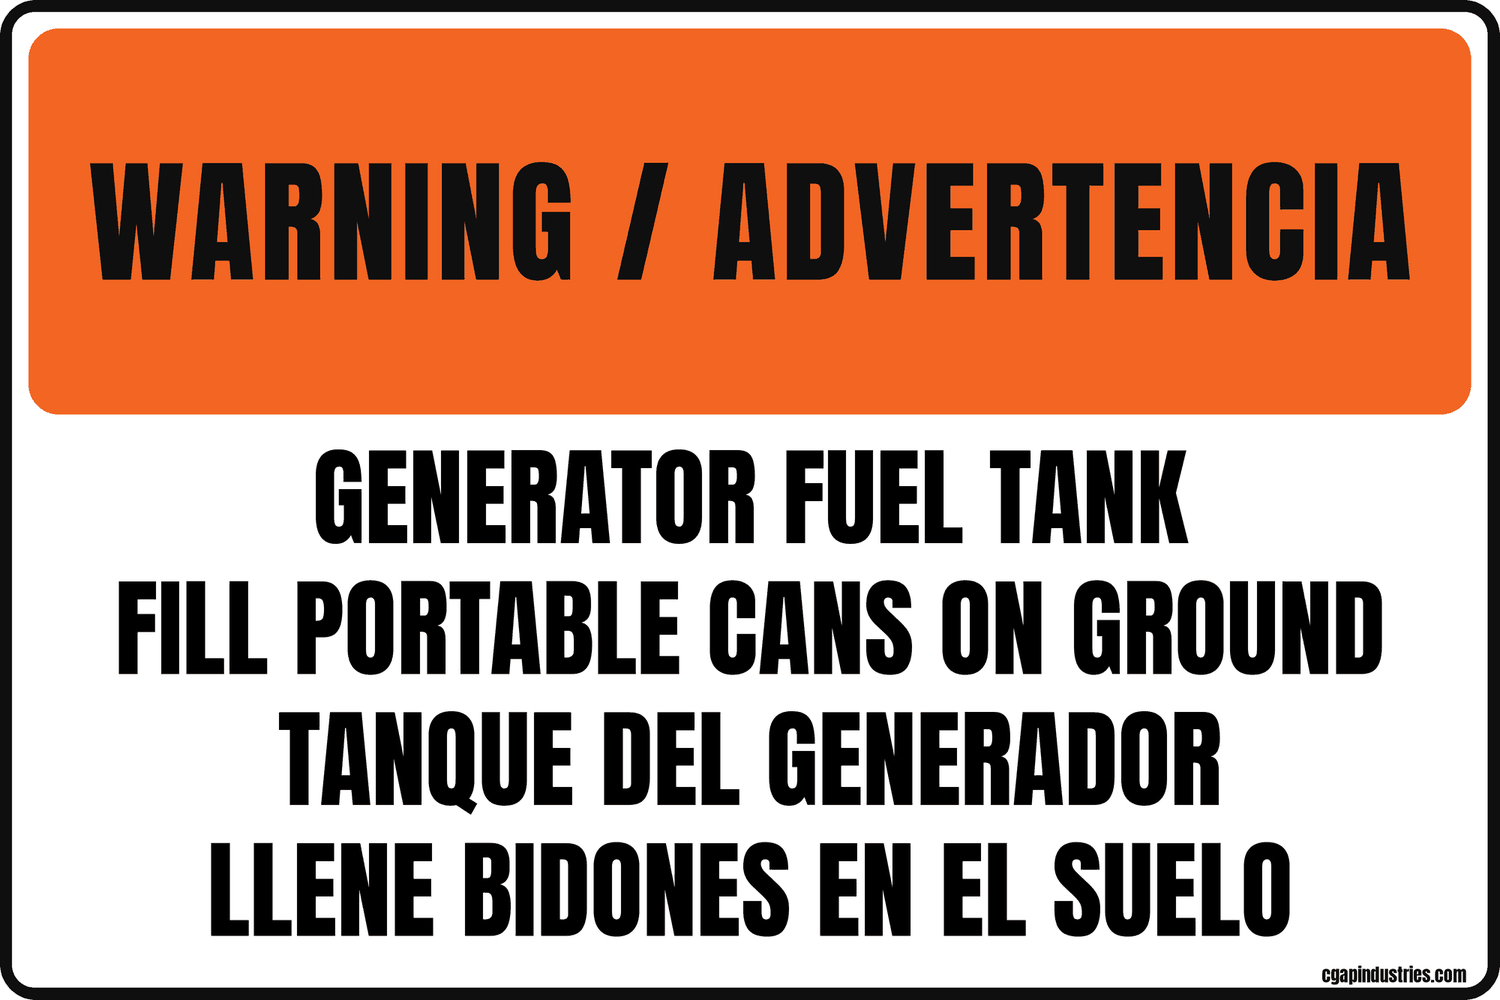 WARNING / ADVERTENCIA
GENERATOR FUEL TANK
FILL PORTABLE CANS ON GROUND
TANQUE DEL GENERADOR
LLENE BIDONES EN EL SUELO
cgapindustries.com